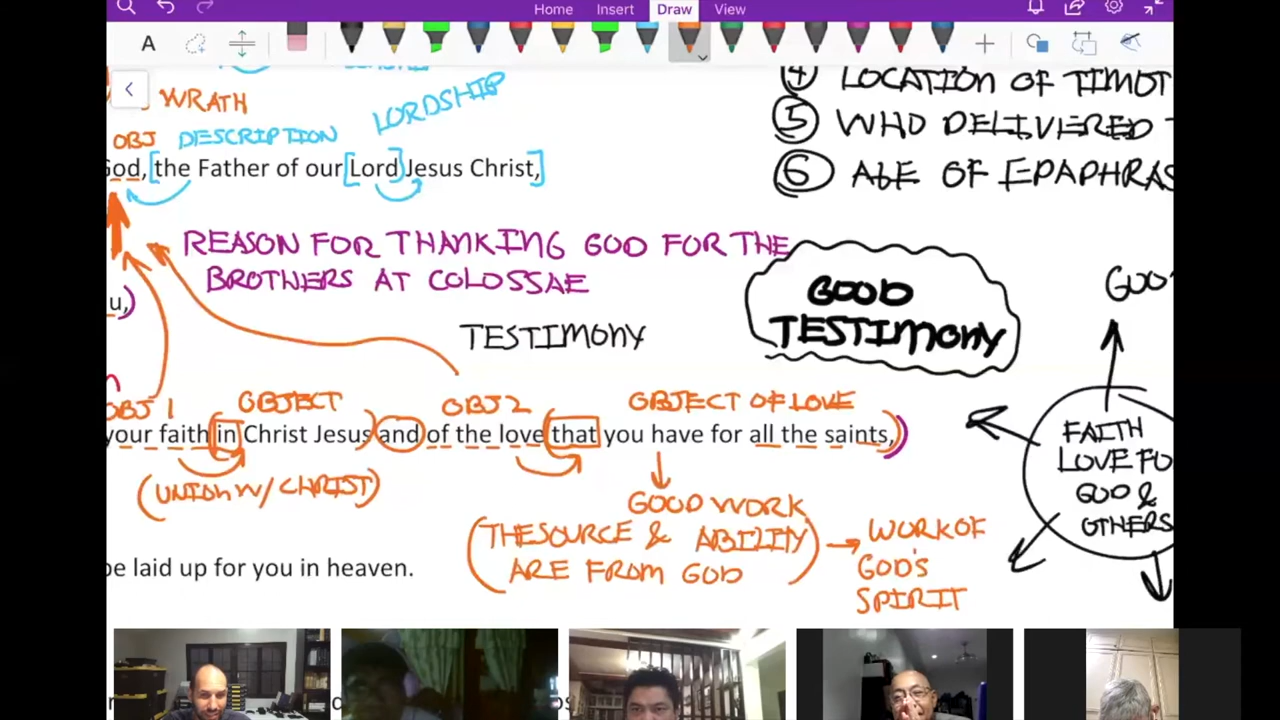 Home Insert Draw View
A
WRATH
LORDSHIP
OBJ DESCRIPTION
God, [the Father of our [Lord] Jesus Christ,]
④ LOCATION OF TIMOT
⑤ WHO DELIVERED T
⑥ AGE OF EPAPHRAS
REASON FOR THANKING GOD FOR THE
BROTHERS AT COLOSSAE
u,)
TESTIMONY
GOOD
TESTIMONY
GOO
OBJ 1 OBJECT OBJ 2 OBJECT OF LOVE
your faith in Christ Jesus) and of the love (that you have for all the saints,)
(UNION W/ CHRIST)
GOOD WORK
(THE SOURCE & ABILITY
ARE FROM GOD)
→ WORK OF
GOD'S
SPIRIT
FAITH
LOVE FO
GOD &
OTHERS
be laid up for you in heaven.